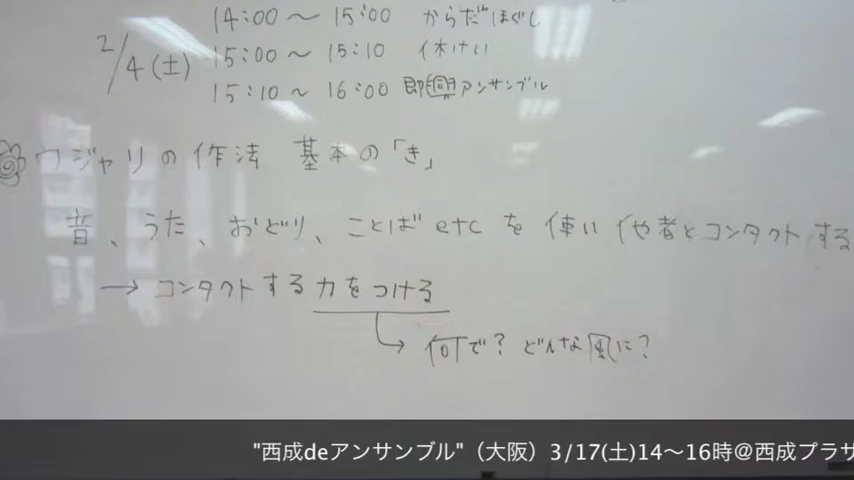 14:00〜15:00 からだほぐし
2/4(土) 15:00〜15:10 休けい
15:10〜16:00 即興アンサンブル
ウジャリの作法 基本の「き」
音、うた、おどり、ことばetcを使い他者とコンタクトする
→コンタクトする力をつける
何で?どんな風に?
"西成deアンサンブル"（大阪）3/17(土)14〜16時＠西成プラザ